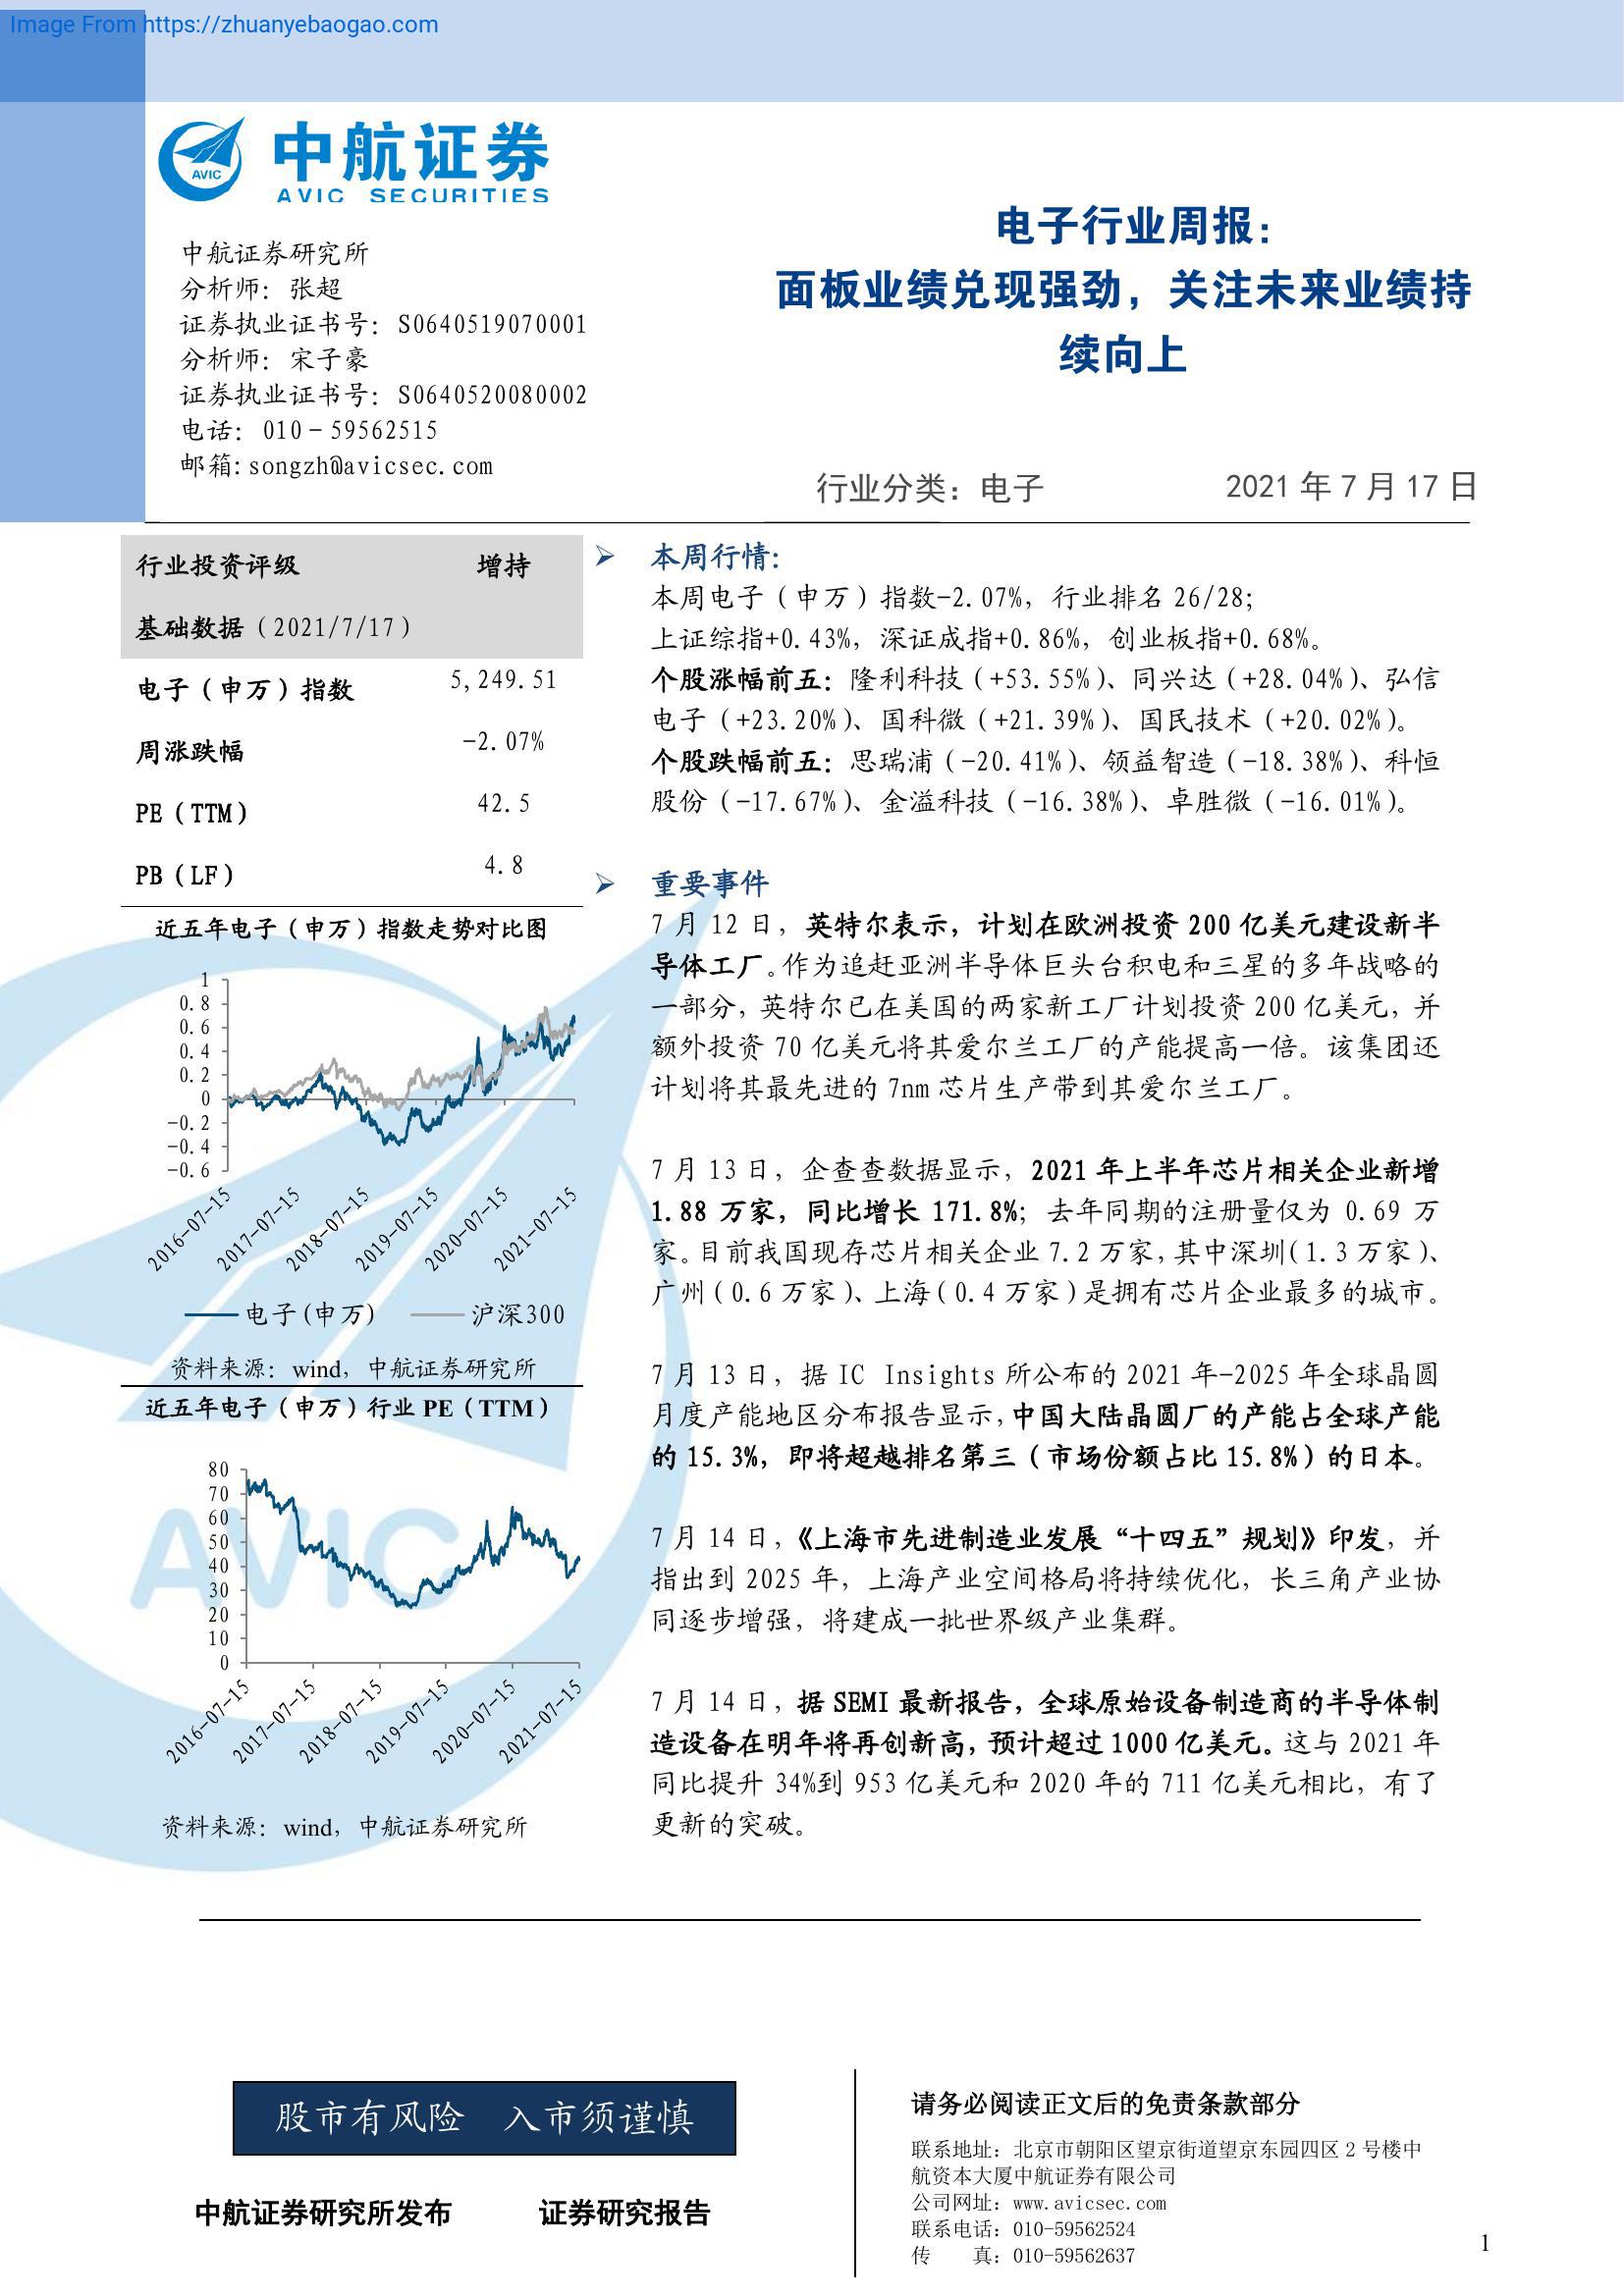 Image From https://zhuanyebaogao.com
AVIC
中航证券
AVIC SECURITIES
中航证券研究所
分析师：张超
证券执业证书号：S0640519070001
分析师：宋子豪
证券执业证书号：S0640520080002
电话：010－59562515
邮箱:songzh@avicsec.com
电子行业周报：
面板业绩兑现强劲，关注未来业绩持
续向上
行业分类：电子 2021 年 7 月 17 日
行业投资评级 增持
基础数据（2021/7/17）
电子（申万）指数 5,249.51
周涨跌幅 -2.07%
PE（TTM） 42.5
PB（LF） 4.8
近五年电子（申万）指数走势对比图
1
0.8
0.6
0.4
0.2
0
-0.2
-0.4
-0.6
2016-07-15
2017-07-15
2018-07-15
2019-07-15
2020-07-15
2021-07-15
电子(申万) 沪深300
资料来源：wind，中航证券研究所
近五年电子（申万）行业 PE（TTM）
80
70
60
50
40
30
20
10
0
2016-07-15
2017-07-15
2018-07-15
2019-07-15
2020-07-15
2021-07-15
AVIC
资料来源：wind，中航证券研究所
➢ 本周行情：
本周电子（申万）指数-2.07%，行业排名 26/28；
上证综指+0.43%，深证成指+0.86%，创业板指+0.68%。
个股涨幅前五：隆利科技（+53.55%）、同兴达（+28.04%）、弘信
电子（+23.20%）、国科微（+21.39%）、国民技术（+20.02%）。
个股跌幅前五：思瑞浦（-20.41%）、领益智造（-18.38%）、科恒
股份（-17.67%）、金溢科技（-16.38%）、卓胜微（-16.01%）。
➢ 重要事件
7 月 12 日，英特尔表示，计划在欧洲投资 200 亿美元建设新半
导体工厂。作为追赶亚洲半导体巨头台积电和三星的多年战略的
一部分，英特尔已在美国的两家新工厂计划投资 200 亿美元，并
额外投资 70 亿美元将其爱尔兰工厂的产能提高一倍。该集团还
计划将其最先进的 7nm 芯片生产带到其爱尔兰工厂。
7 月 13 日，企查查数据显示，2021 年上半年芯片相关企业新增
1.88 万家，同比增长 171.8%；去年同期的注册量仅为 0.69 万
家。目前我国现存芯片相关企业 7.2 万家，其中深圳（1.3 万家）、
广州（0.6 万家）、上海（0.4 万家）是拥有芯片企业最多的城市。
7 月 13 日，据 IC Insights 所公布的 2021 年-2025 年全球晶圆
月度产能地区分布报告显示，中国大陆晶圆厂的产能占全球产能
的 15.3%，即将超越排名第三（市场份额占比 15.8%）的日本。
7 月 14 日，《上海市先进制造业发展“十四五”规划》印发，并
指出到 2025 年，上海产业空间格局将持续优化，长三角产业协
同逐步增强，将建成一批世界级产业集群。
7 月 14 日，据 SEMI 最新报告，全球原始设备制造商的半导体制
造设备在明年将再创新高，预计超过 1000 亿美元。这与 2021 年
同比提升 34%到 953 亿美元和 2020 年的 711 亿美元相比，有了
更新的突破。
股市有风险 入市须谨慎
中航证券研究所发布 证券研究报告
请务必阅读正文后的免责条款部分
联系地址：北京市朝阳区望京街道望京东园四区 2 号楼中
航资本大厦中航证券有限公司
公司网址：www.avicsec.com
联系电话：010-59562524
传 真：010-59562637
1